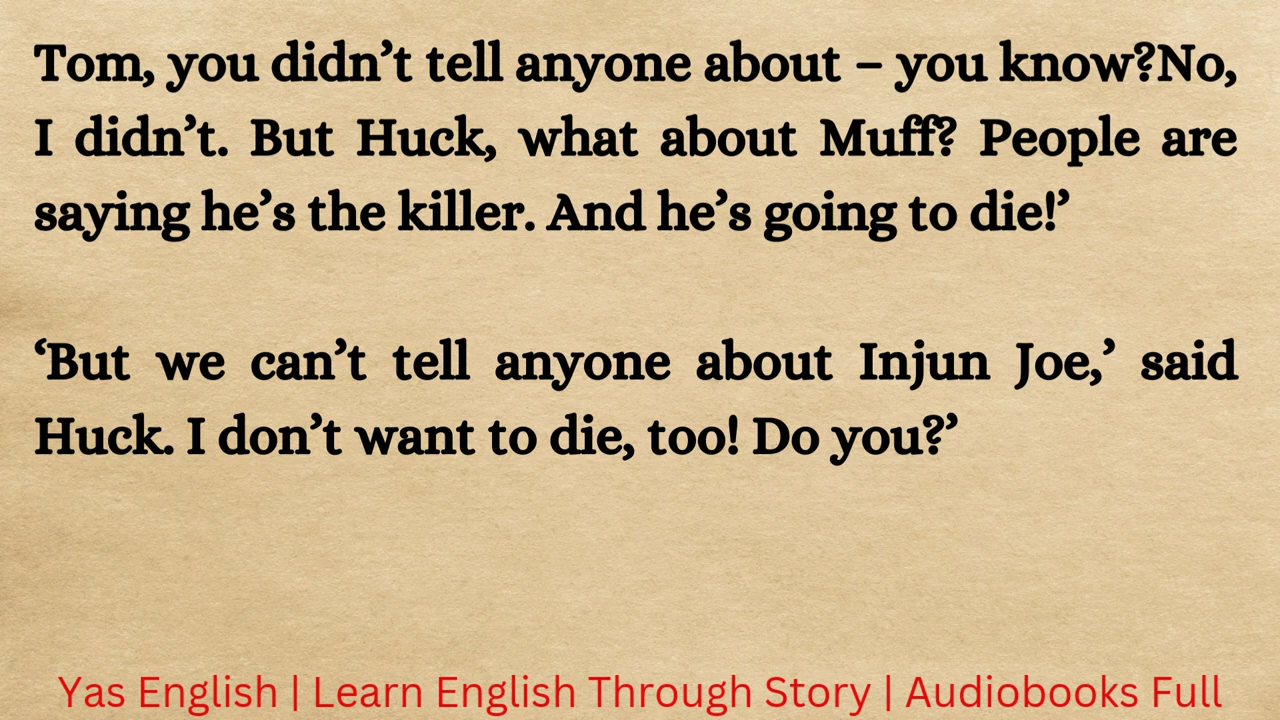 Tom, you didn’t tell anyone about – you know?No,
I didn’t. But Huck, what about Muff? People are
saying he’s the killer. And he’s going to die!’
‘But we can’t tell anyone about Injun Joe,’ said
Huck. I don’t want to die, too! Do you?’
Yas English | Learn English Through Story | Audiobooks Full